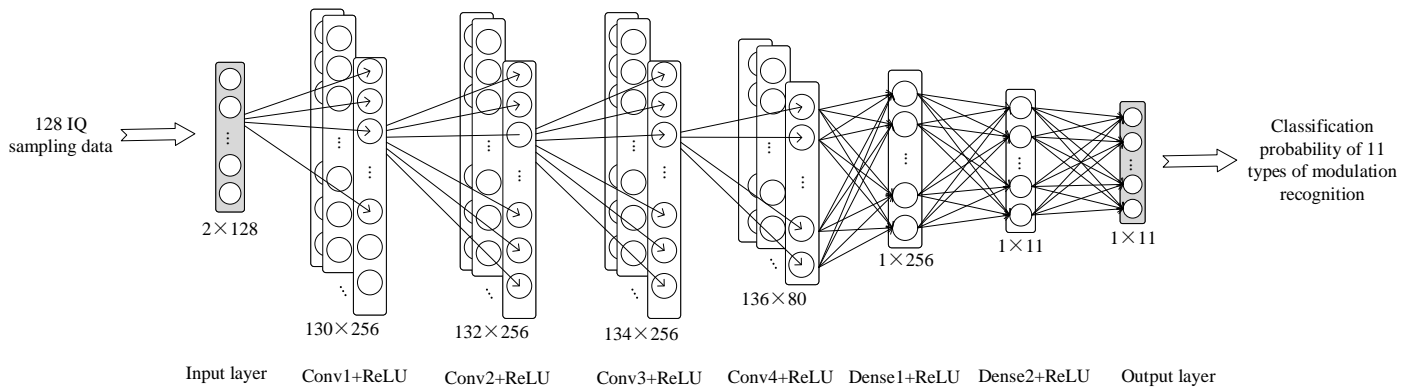 128 IQ
sampling data
2×128
130×256
132×256
134×256
136×80
1×256
1×11
1×11
Classification
probability of 11
types of modulation
recognition
Input layer
Conv1+ReLU
Conv2+ReLU
Conv3+ReLU
Conv4+ReLU
Dense1+ReLU
Dense2+ReLU
Output layer